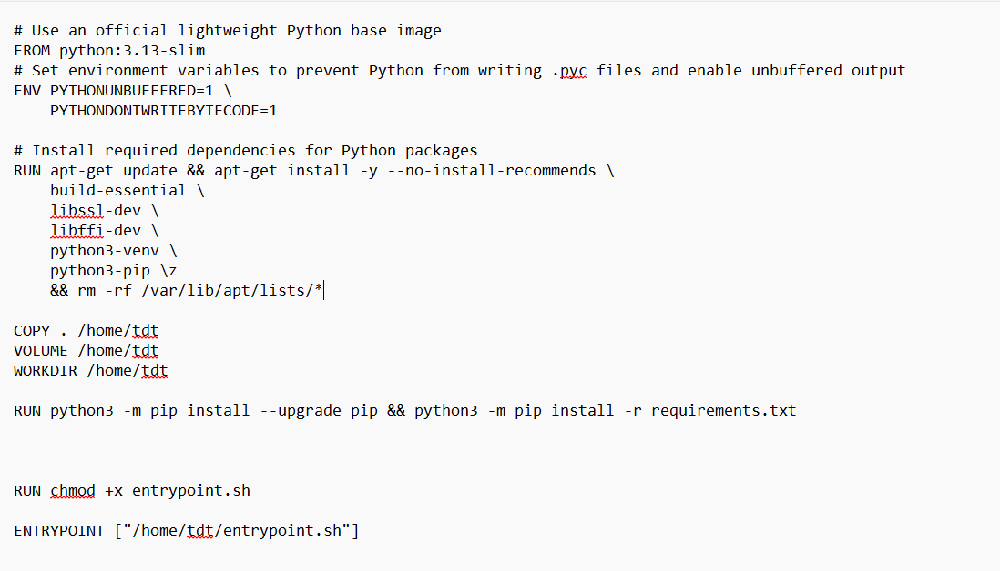 # Use an official lightweight Python base image
FROM python:3.13-slim
# Set environment variables to prevent Python from writing .pyc files and enable unbuffered output
ENV PYTHONUNBUFFERED=1 \
    PYTHONDONTWRITEBYTECODE=1

# Install required dependencies for Python packages
RUN apt-get update && apt-get install -y --no-install-recommends \
    build-essential \
    libssl-dev \
    libffi-dev \
    python3-venv \
    python3-pip \z
    && rm -rf /var/lib/apt/lists/*

COPY . /home/tdt
VOLUME /home/tdt
WORKDIR /home/tdt

RUN python3 -m pip install --upgrade pip && python3 -m pip install -r requirements.txt

RUN chmod +x entrypoint.sh

ENTRYPOINT ["/home/tdt/entrypoint.sh"]